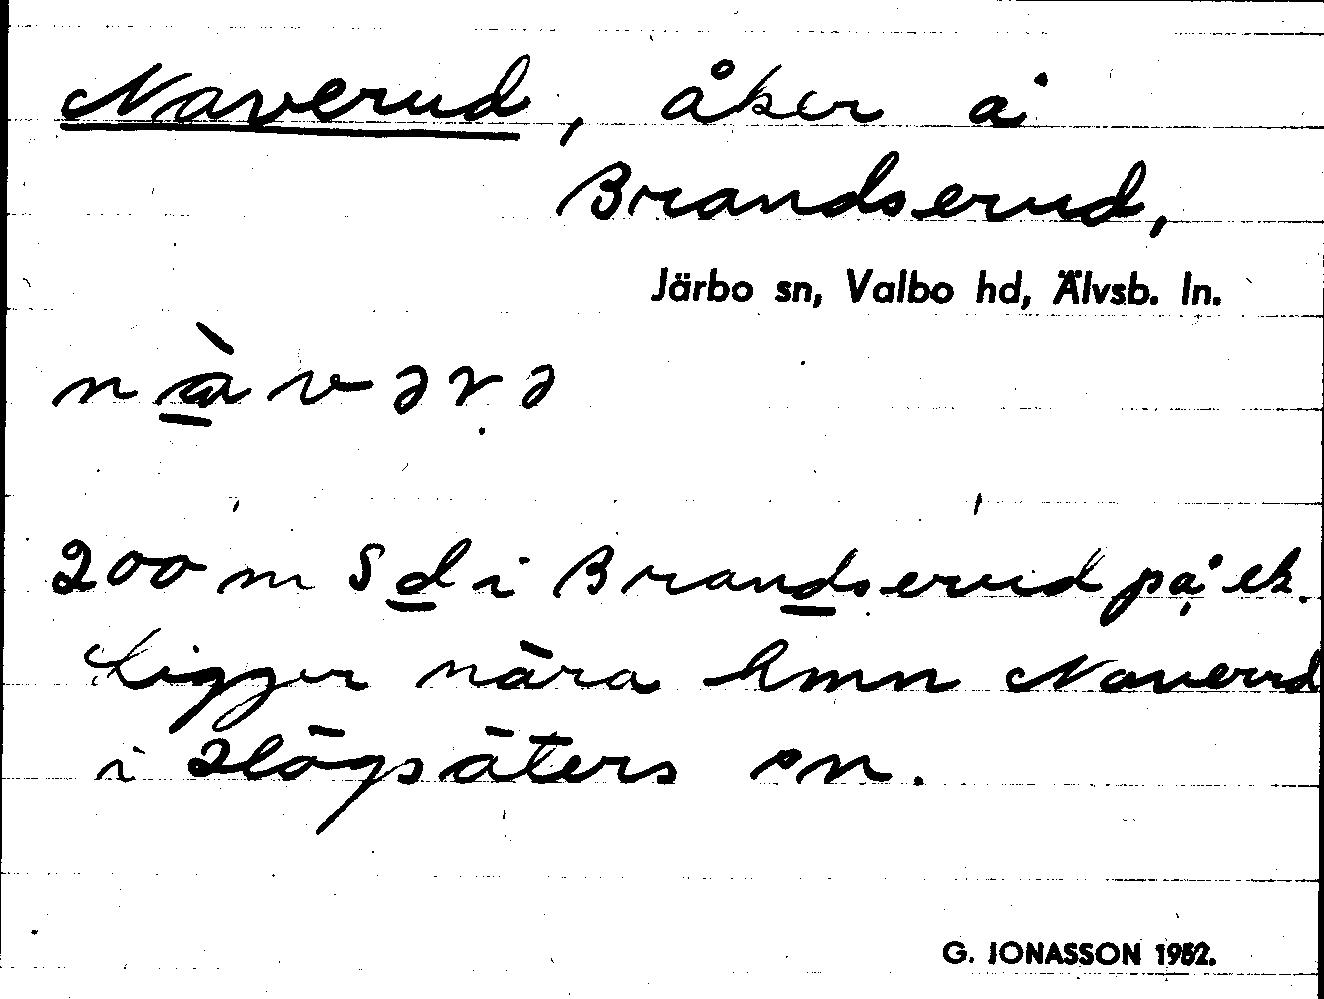 Naverud, åker å
Brandserud,
Järbo sn, Valbo hd, Älvsb. ln.
nàvərə
200 m S d i Brandserud på ek.
Ligger nära hmn Naverud
i Högsäters sn.
G. JONASSON 1952.